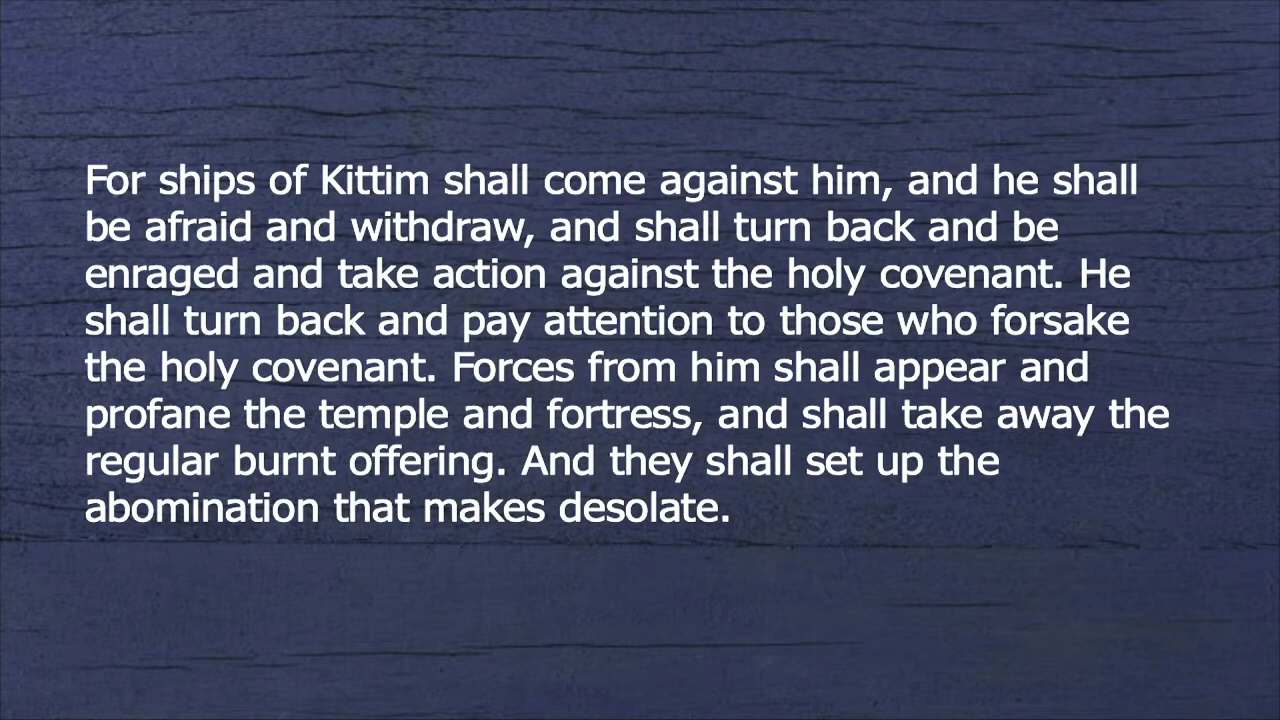 For ships of Kittim shall come against him, and he shall
be afraid and withdraw, and shall turn back and be
enraged and take action against the holy covenant. He
shall turn back and pay attention to those who forsake
the holy covenant. Forces from him shall appear and
profane the temple and fortress, and shall take away the
regular burnt offering. And they shall set up the
abomination that makes desolate.